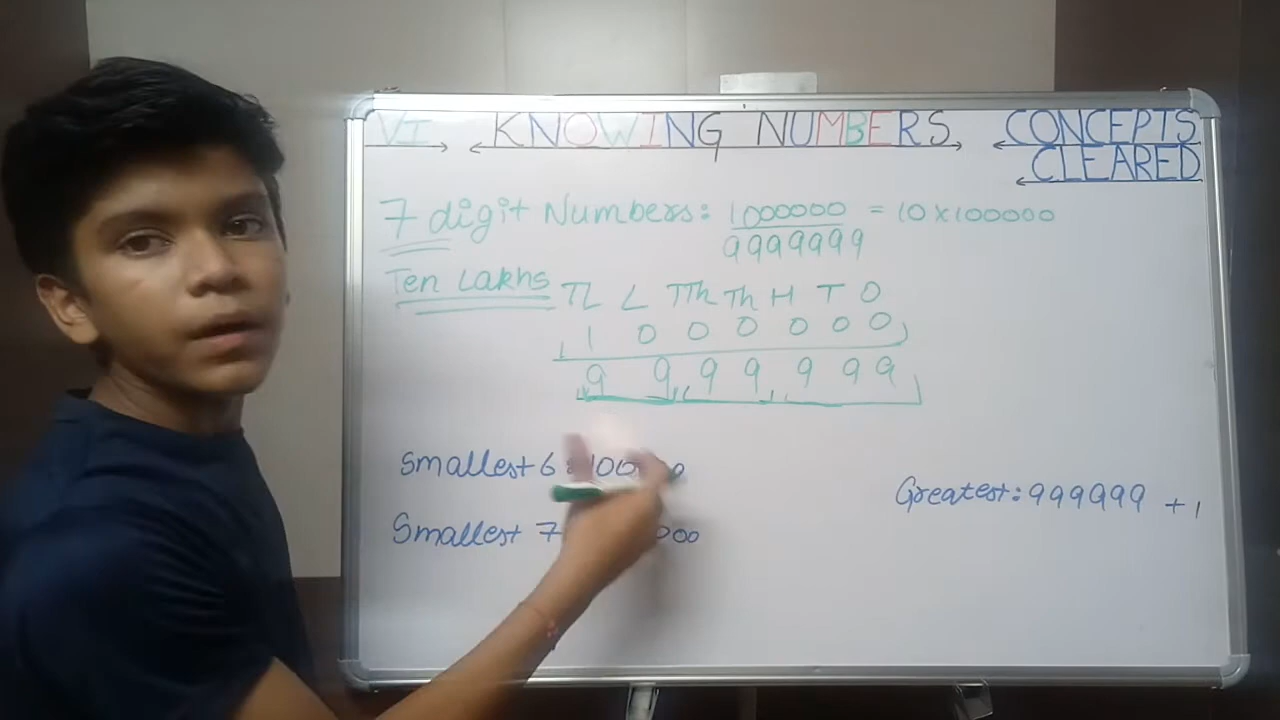 VI KNOWING NUMBERS CONCEPTS
CLEARED
7 digit Numbers: 1000000 = 10 x 100000
9999999
Ten Lakhs TL L TTh Th H T O
1 0 0 0 0 0 0
9 9 9 9 9 9 9
Smallest 6
Greatest: 999999 + 1
Smallest 7